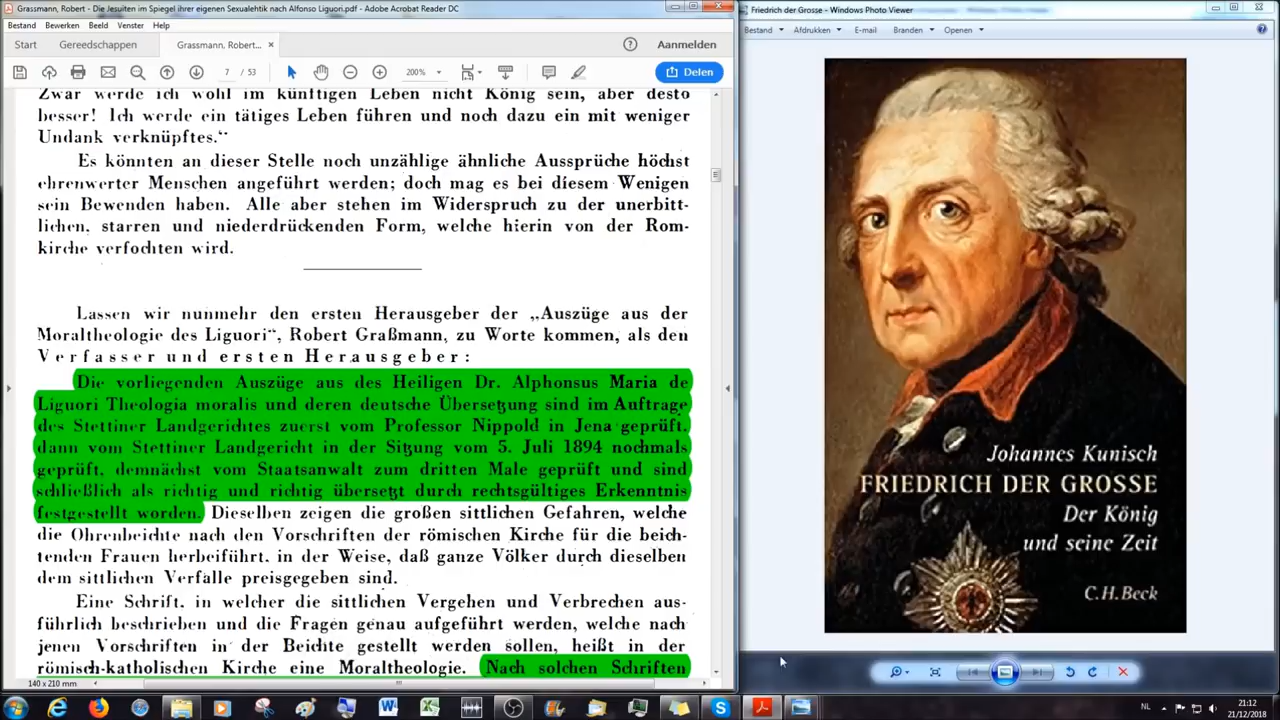 Grassmann, Robert - Die Jesuiten im Spiegel ihrer eigenen Sexualehtik nach Alfonso Liguori.pdf - Adobe Acrobat Reader DC
Bestand Bewerken Beeld Venster Help
Start Gereedschappen Grassmann, Robert... × Aanmelden
7 / 53 200% Delen
Zwar werde ich wohl im künftigen Leben nicht König sein, aber desto
besser! Ich werde ein tätiges Leben führen und noch dazu ein mit weniger
Undank verknüpftes.“
Es könnten an dieser Stelle noch unzählige ähnliche Aussprüche höchst
ehrenwerter Menschen angeführt werden; doch mag es bei diesem Wenigen
sein Bewenden haben. Alle aber stehen im Widerspruch zu der unerbitt-
lichen, starren und niederdrückenden Form, welche hierin von der Rom-
kirche verfochten wird.
Lassen wir nunmehr den ersten Herausgeber der „Auszüge aus der
Moraltheologie des Liguori“, Robert Graßmann, zu Worte kommen, als den
Verfasser und ersten Herausgeber:
Die vorliegenden Auszüge aus des Heiligen Dr. Alphonsus Maria de
Liguori Theologia moralis und deren deutsche Übersetzung sind im Auftrage
des Stettiner Landgerichtes zuerst vom Professor Nippold in Jena geprüft,
dann vom Stettiner Landgericht in der Sitzung vom 5. Juli 1894 nochmals
geprüft, demnächst vom Staatsanwalt zum dritten Male geprüft und sind
schließlich als richtig und richtig übersetzt durch rechtsgültiges Erkenntnis
festgestellt worden. Dieselben zeigen die großen sittlichen Gefahren, welche
die Ohrenbeichte nach den Vorschriften der römischen Kirche für die beich-
tenden Frauen herbeiführt, in der Weise, daß ganze Völker durch dieselben
dem sittlichen Verfalle preisgegeben sind.
Eine Schrift, in welcher die sittlichen Vergehen und Verbrechen aus-
führlich beschrieben und die Fragen genau aufgeführt werden, welche nach
jenen Vorschriften in der Beichte gestellt werden sollen, heißt in der
römisch-katholischen Kirche eine Moraltheologie. Nach solchen Schriften
140 x 210 mm
Friedrich der Grosse - Windows Photo Viewer
Bestand Afdrukken E-mail Branden Openen
Johannes Kunisch
FRIEDRICH DER GROSSE
Der König
und seine Zeit
C.H.Beck
NL 21:12
21/12/2018